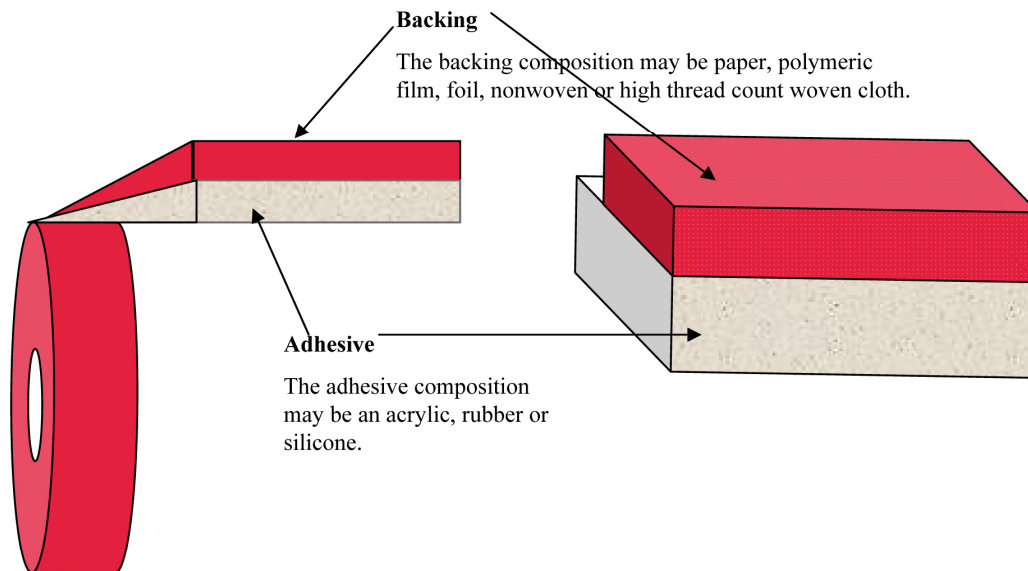 Backing
The backing composition may be paper, polymeric
film, foil, nonwoven or high thread count woven cloth.
Adhesive
The adhesive composition
may be an acrylic, rubber or
silicone.